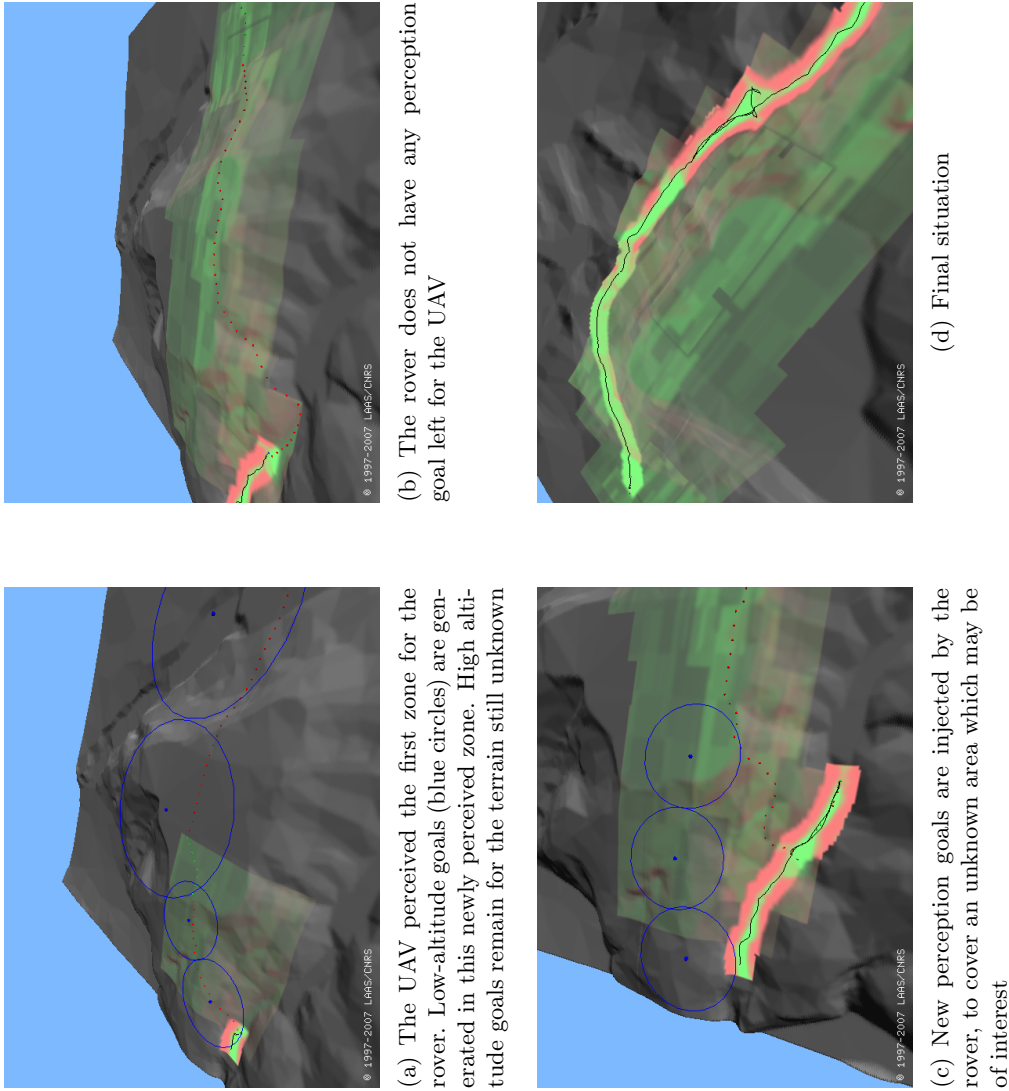 © 1997-2007 LAAS/CNRS
(a) The UAV perceived the first zone for the
rover. Low-altitude goals (blue circles) are gen-
erated in this newly perceived zone. High alti-
tude goals remain for the terrain still unknown
© 1997-2007 LAAS/CNRS
(b) The rover does not have any perception
goal left for the UAV
© 1997-2007 LAAS/CNRS
(c) New perception goals are injected by the
rover, to cover an unknown area which may be
of interest
© 1997-2007 LAAS/CNRS
(d) Final situation